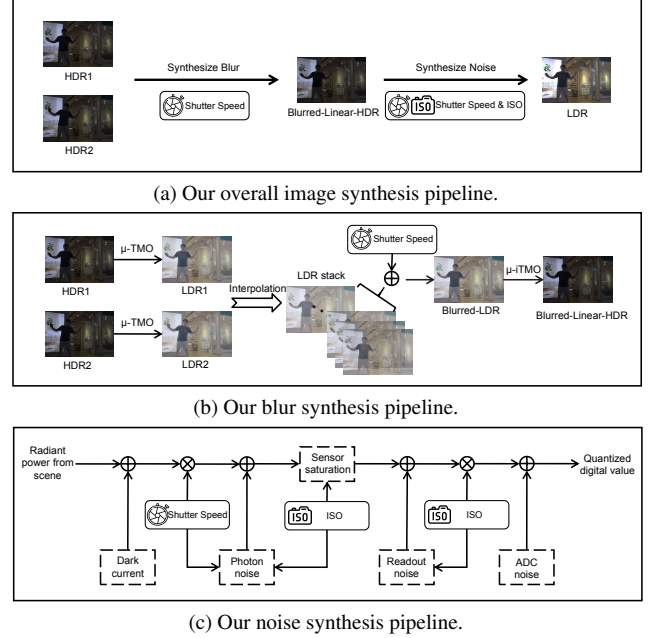 HDR1
HDR2
Synthesize Blur
Shutter Speed
Blurred-Linear-HDR
Synthesize Noise
ISO Shutter Speed & ISO
LDR
(a) Our overall image synthesis pipeline.
HDR1
μ-TMO
LDR1
HDR2
μ-TMO
LDR2
Interpolation
LDR stack
Shutter Speed
Blurred-LDR
μ-iTMO
Blurred-Linear-HDR
(b) Our blur synthesis pipeline.
Radiant
power from
scene
Sensor
saturation
Quantized
digital value
Shutter Speed
ISO ISO
ISO ISO
Dark
current
Photon
noise
Readout
noise
ADC
noise
(c) Our noise synthesis pipeline.